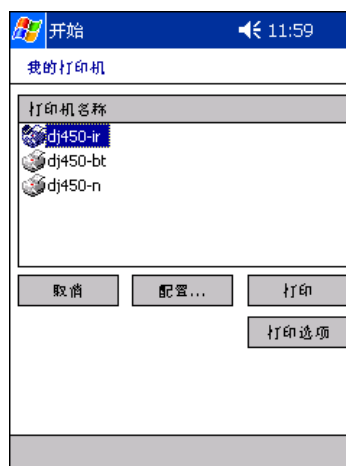 开始 11:59
我的打印机
打印机名称
dj450-ir
dj450-bt
dj450-n
取消 配置... 打印
打印选项